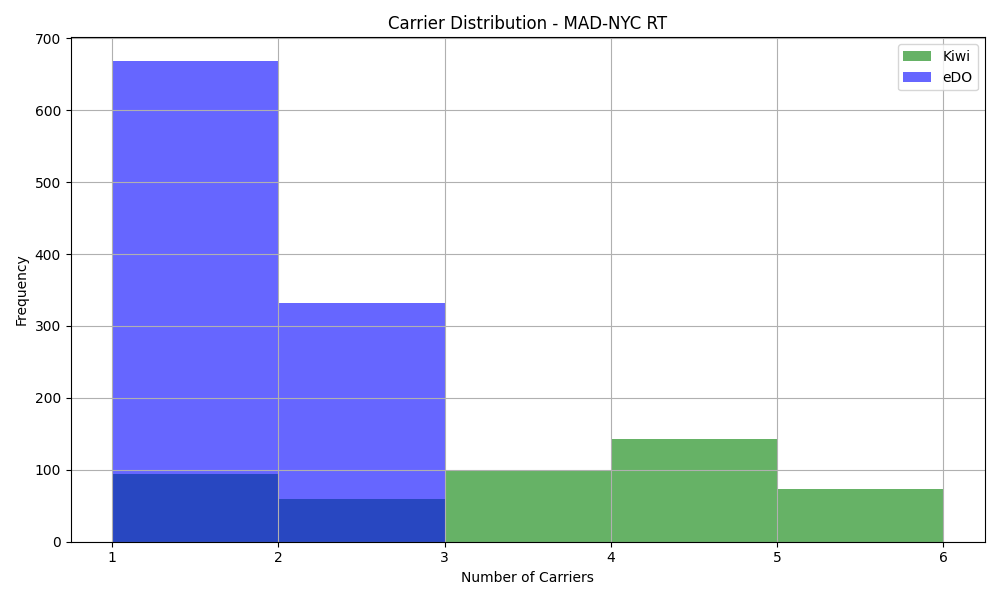 Carrier Distribution - MAD-NYC RT
Kiwi
eDO
Frequency
700
600
500
400
300
200
100
0
1 2 3 4 5 6
Number of Carriers